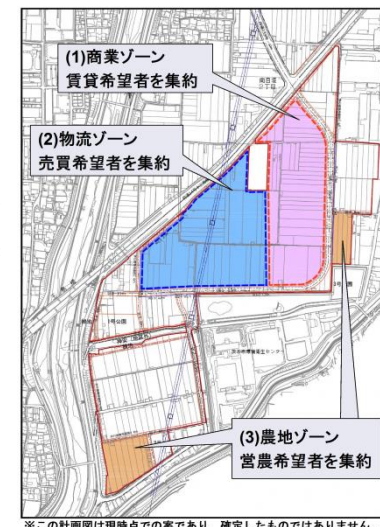 (1)商業ゾーン
賃貸希望者を集約
(2)物流ゾーン
売買希望者を集約
(3)農地ゾーン
営農希望者を集約
※この計画図は現時点での案であり、確定したものではありません。